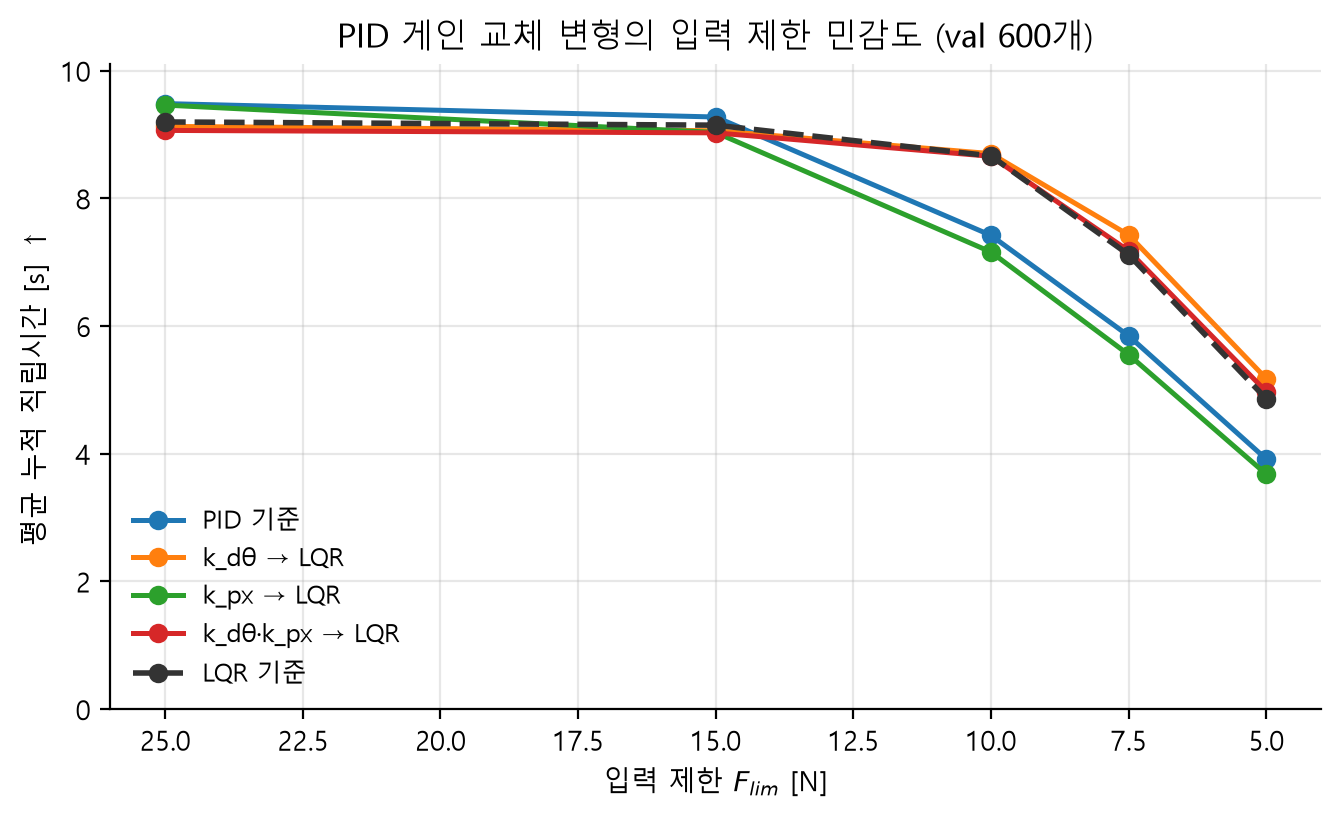 PID 게인 교체 변형의 입력 제한 민감도 (val 600개)
평균 누적 직립시간 [s] ↑
10
8
6
4
2
0
PID 기준
k_dθ → LQR
k_px → LQR
k_dθ·k_px → LQR
LQR 기준
25.0 22.5 20.0 17.5 15.0 12.5 10.0 7.5 5.0
입력 제한 F_lim [N]